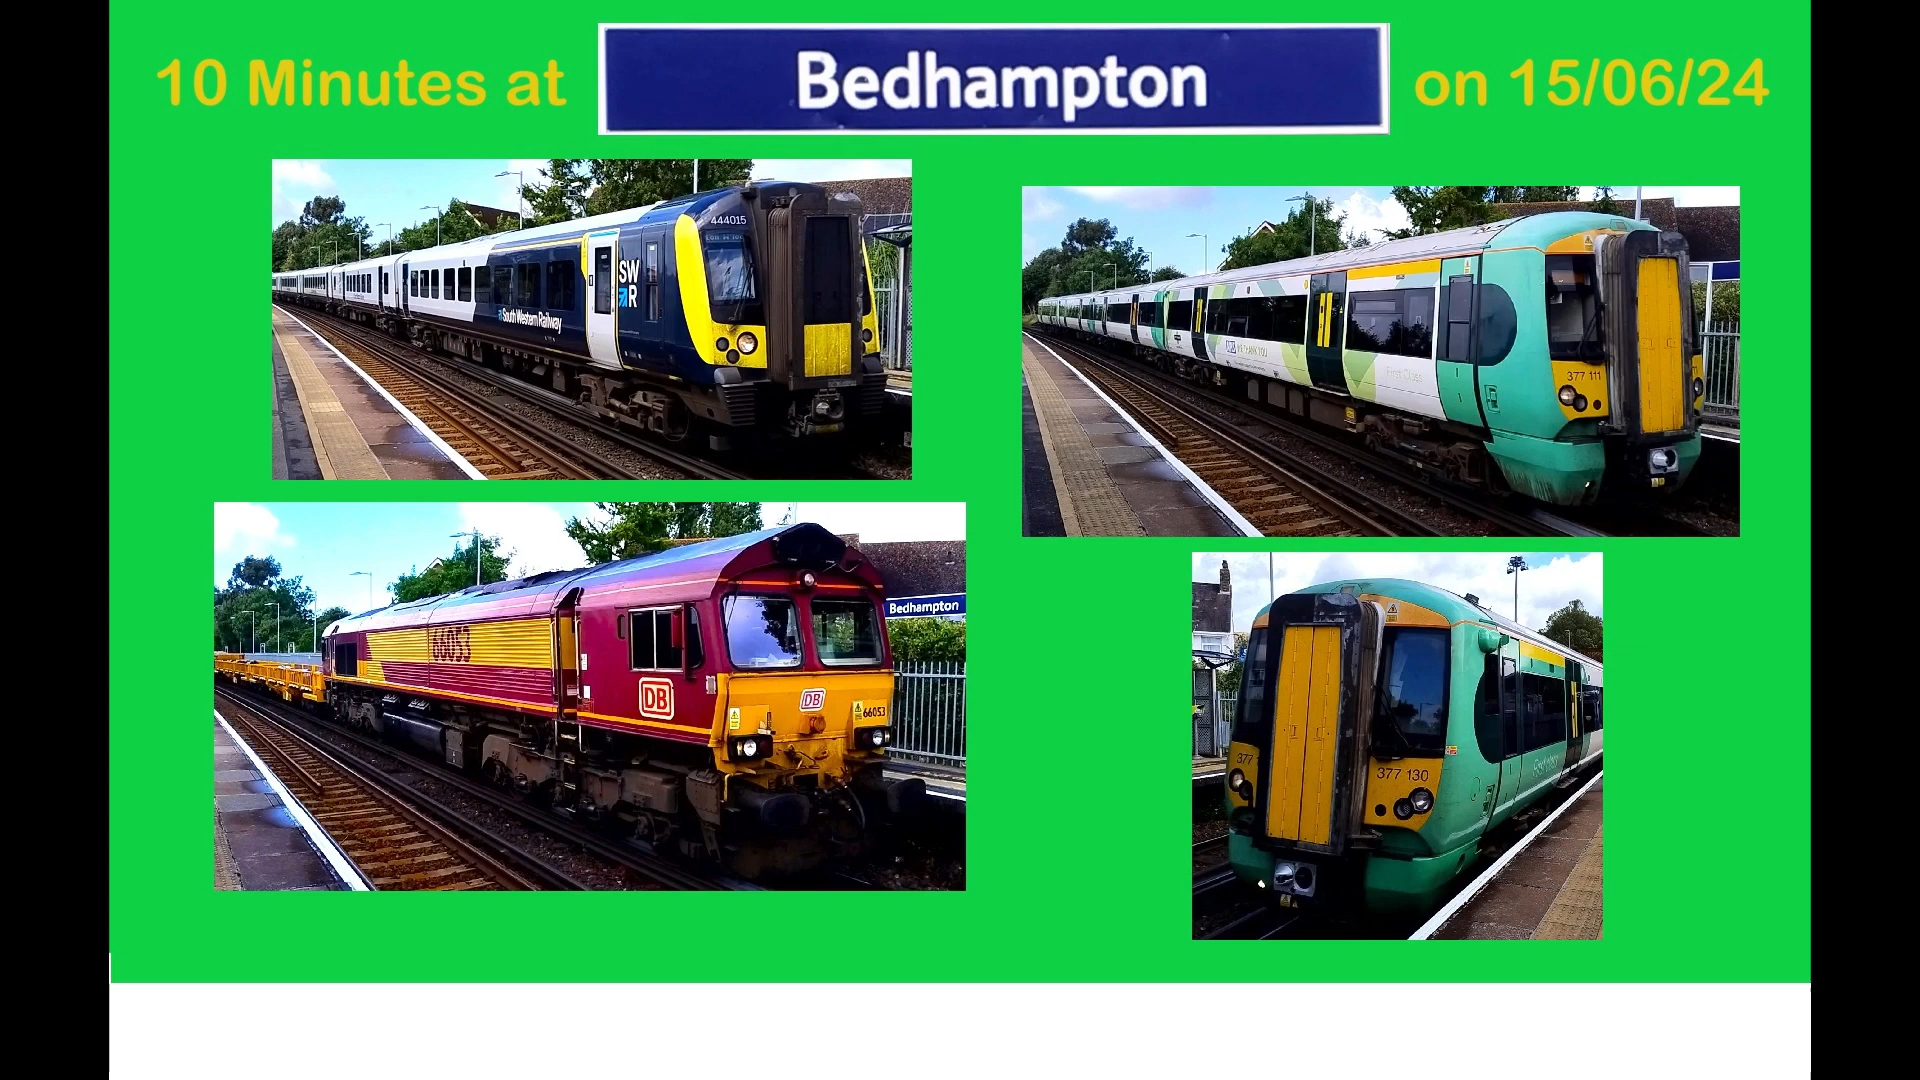 10 Minutes at Bedhampton on 15/06/24
444015
SW
R
South Western Railway
377 111
First Class
66053
DB
DB
66053
Bedhampton
377
377 130